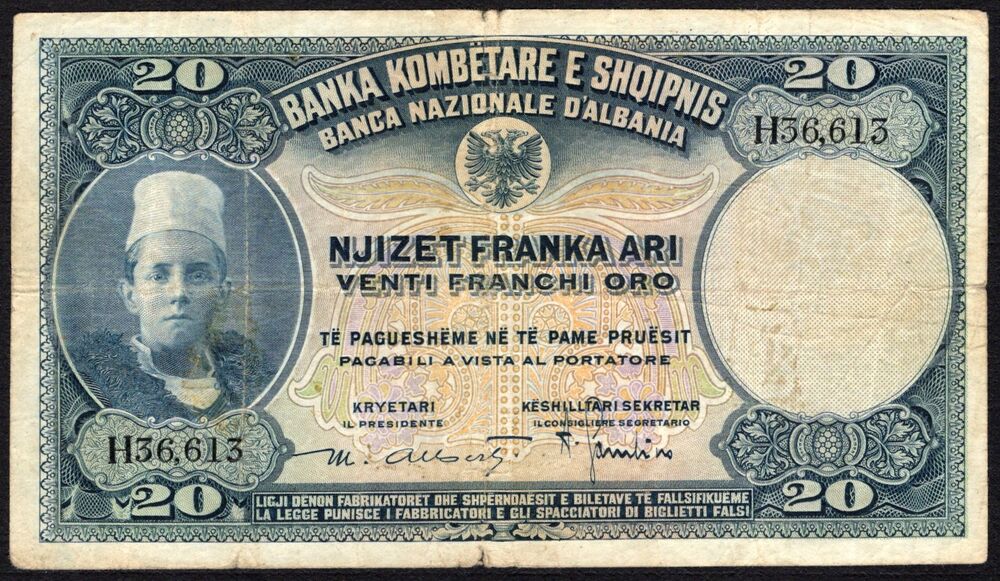 20
20
BANKA KOMBËTARE E SHQIPNIS
BANCA NAZIONALE D'ALBANIA
H36,613
NJIZET FRANKA ARI
VENTI FRANCHI ORO
TË PAGUESHËME NË TË PAME PRUËSIT
PAGABILI A VISTA AL PORTATORE
KRYETARI
KËSHILLTARI SEKRETAR
IL PRESIDENTE
IL CONSIGLIERE SEGRETARIO
H36,613
20
20
LIGJI DENON FABRIKATORET DHE SHPËRNDAESIT E BILETAVE TË FALLSIFIKUËME
LA LEGGE PUNISCE I FABBRICATORI E GLI SPACCIATORI DI BIGLIETTI FALSI